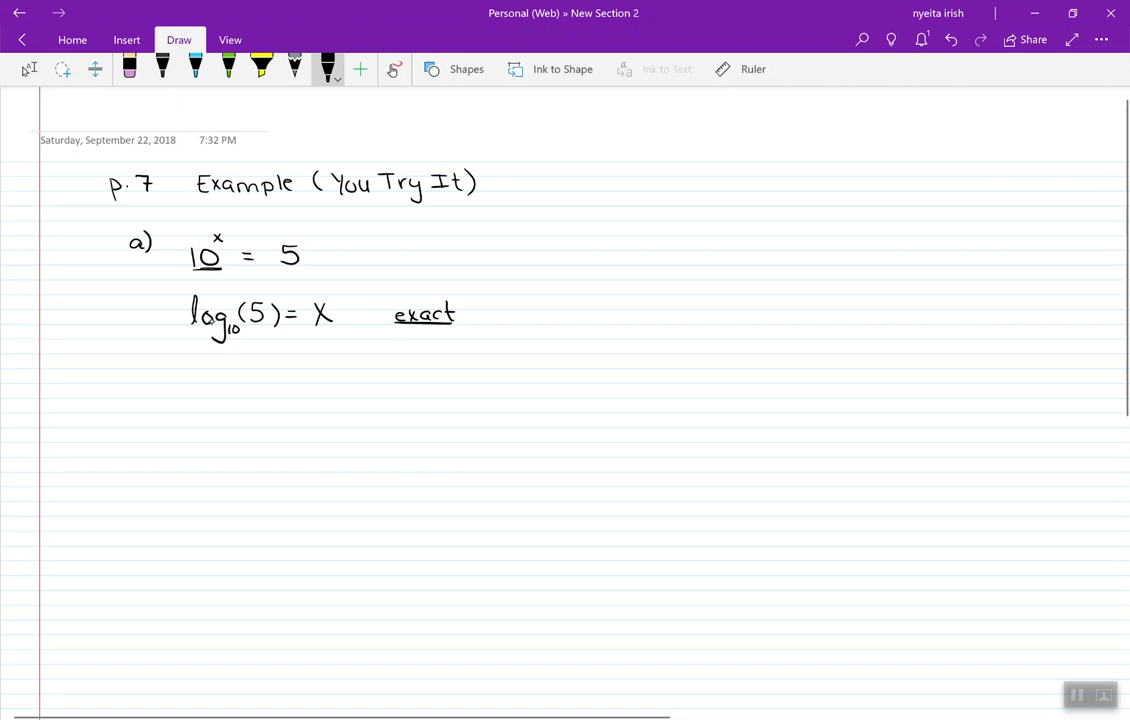 Personal (Web) » New Section 2
nyeita irish
Home Insert Draw View
1
Share
Shapes Ink to Shape Ink to Text Ruler
Saturday, September 22, 2018 7:32 PM
p.7 Example (You Try It)
a) 10^x = 5
log₁₀(5) = x exact